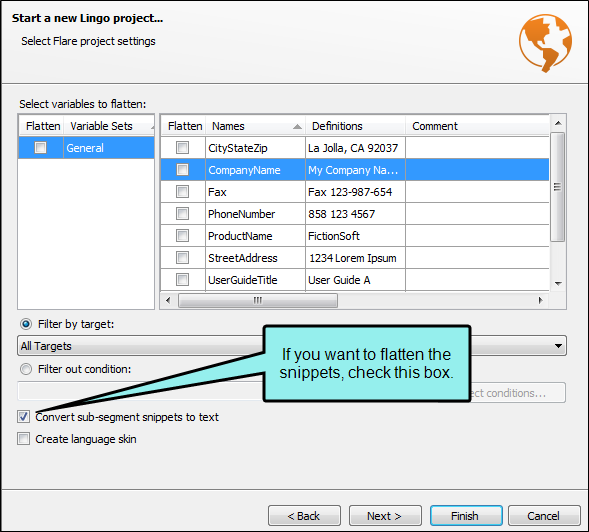 Start a new Lingo project...
Select Flare project settings
Select variables to flatten:
Flatten Variable Sets
General
Flatten Names Definitions Comment
CityStateZip La Jolla, CA 92037
CompanyName My Company Na...
Fax Fax 123-987-654
PhoneNumber 858 123 4567
ProductName FictionSoft
StreetAddress 1234 Lorem Ipsum
UserGuideTitle User Guide A
Filter by target:
All Targets
Filter out condition:
If you want to flatten the
snippets, check this box.
conditions...
Convert sub-segment snippets to text
Create language skin
< Back Next > Finish Cancel